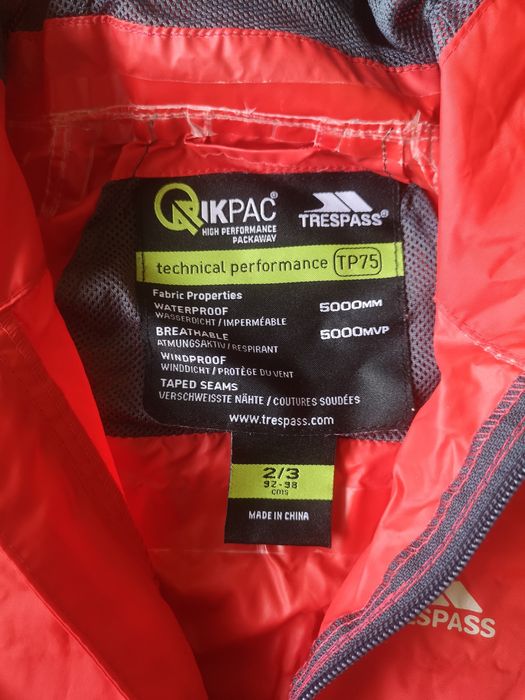 QIKPAC®
HIGH PERFORMANCE
PACKAWAY
TRESPASS®
technical performance TP75
Fabric Properties
WATERPROOF 5000MM
WASSERDICHT / IMPERMÉABLE
BREATHABLE 5000MVP
ATMUNGSAKTIV / RESPIRANT
WINDPROOF
WINDDICHT / PROTÈGE DU VENT
TAPED SEAMS
VERSCHWEISSTE NÄHTE / COUTURES SOUDÉES
www.trespass.com
2/3
92-98
cms
MADE IN CHINA
ESPASS